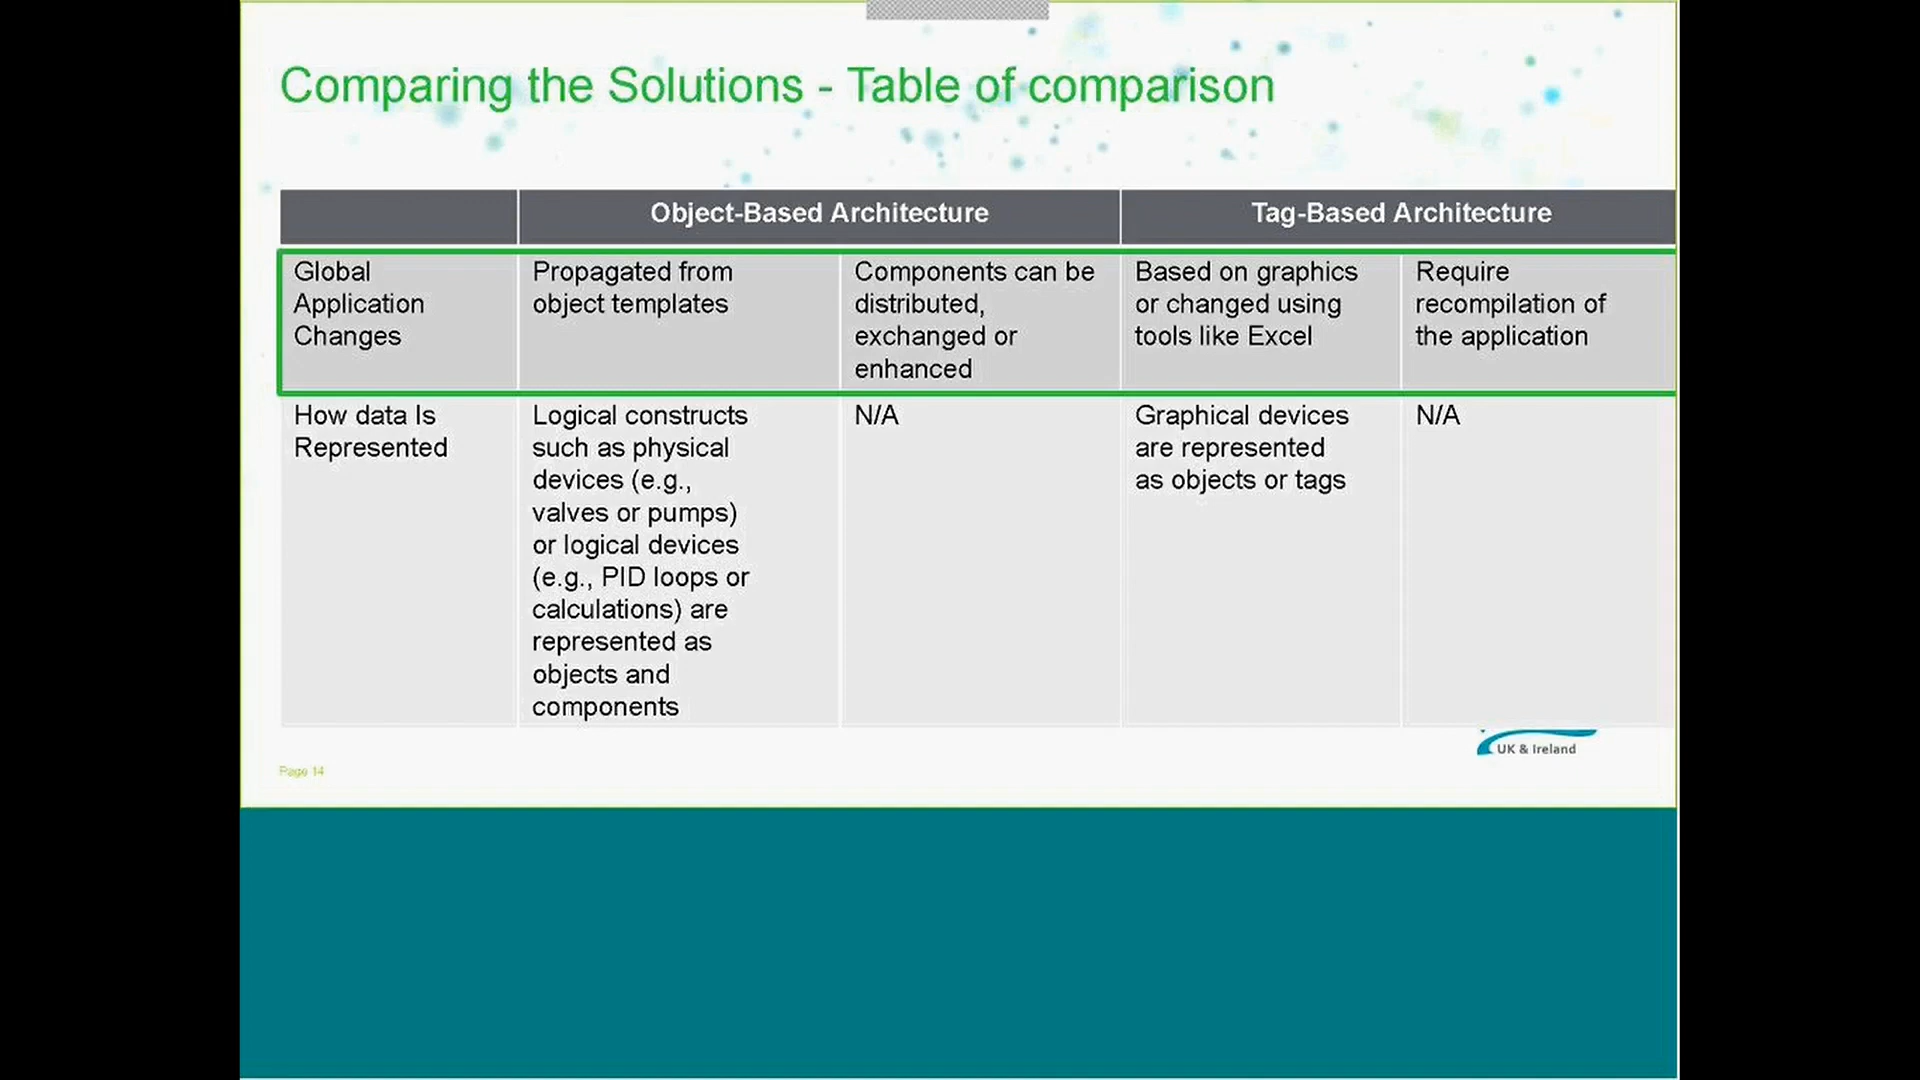 Comparing the Solutions - Table of comparison
Object-Based Architecture
Tag-Based Architecture
Global
Application
Changes
Propagated from
object templates
Components can be
distributed,
exchanged or
enhanced
Based on graphics
or changed using
tools like Excel
Require
recompilation of
the application
How data Is
Represented
Logical constructs
such as physical
devices (e.g.,
valves or pumps)
or logical devices
(e.g., PID loops or
calculations) are
represented as
objects and
components
N/A
Graphical devices
are represented
as objects or tags
N/A
UK & Ireland
Page 14